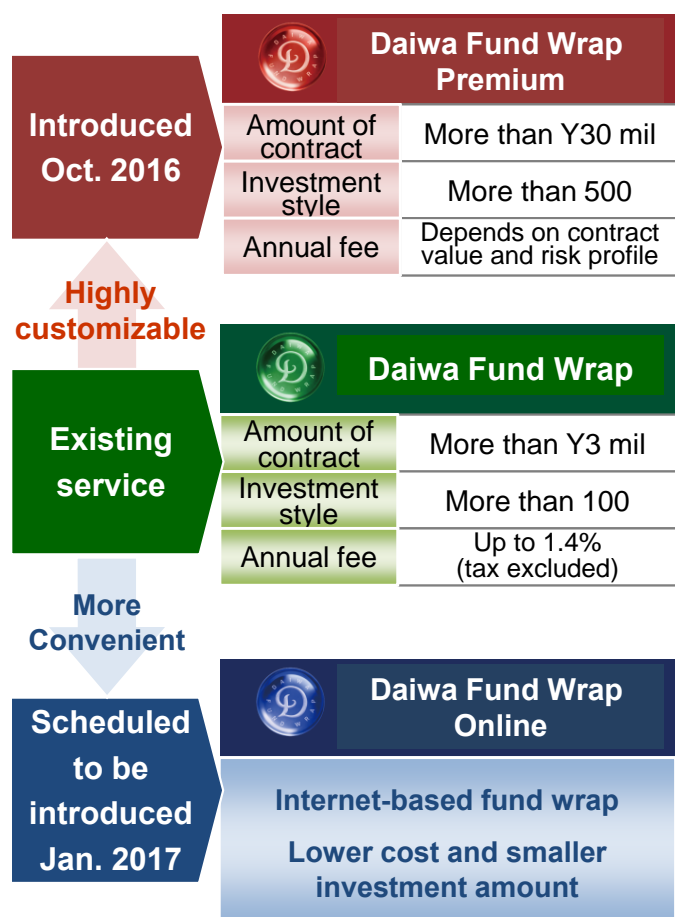 Daiwa Fund Wrap
Premium
Introduced
Oct. 2016
Amount of
contract
More than Y30 mil
Investment
style
More than 500
Annual fee
Depends on contract
value and risk profile
Highly
customizable
Daiwa Fund Wrap
Existing
service
Amount of
contract
More than Y3 mil
Investment
style
More than 100
Annual fee
Up to 1.4%
(tax excluded)
More
Convenient
Daiwa Fund Wrap
Online
Scheduled
to be
introduced
Jan. 2017
Internet-based fund wrap
Lower cost and smaller
investment amount